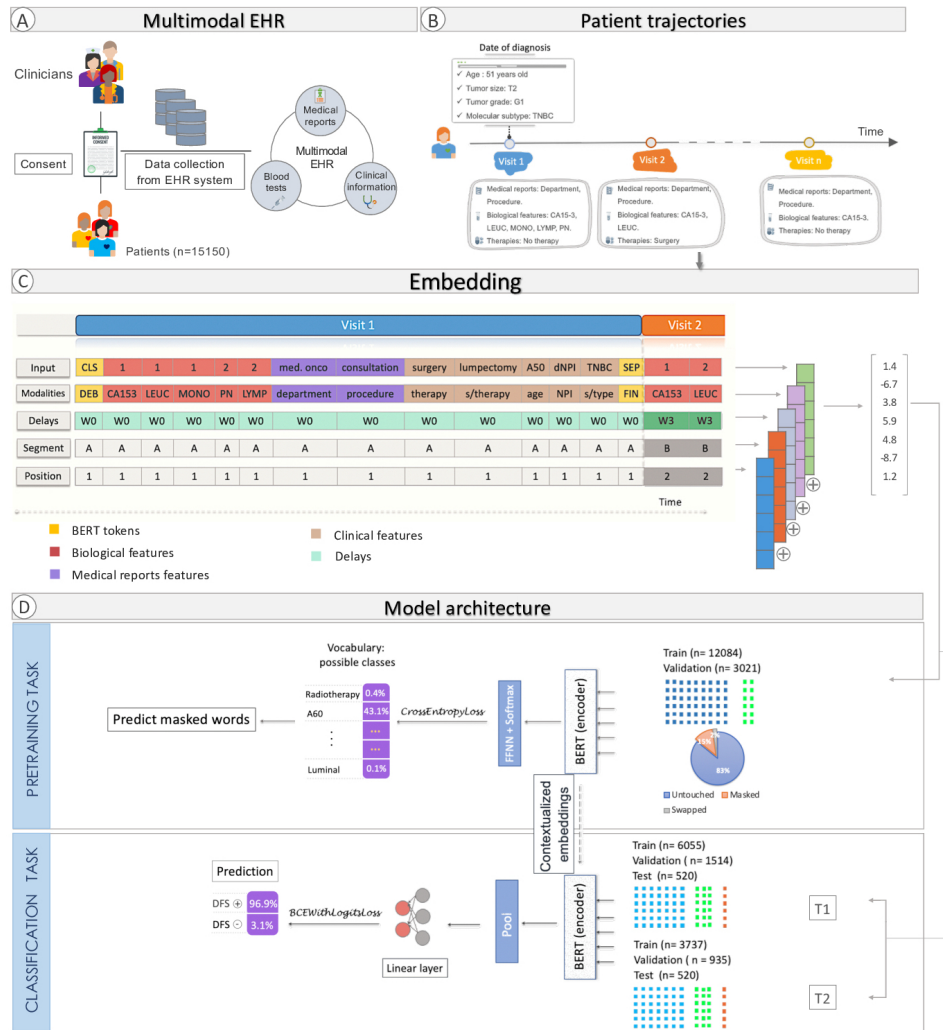 A
Multimodal EHR
Clinicians
INFORMED CONSENT
Consent
Data collection
from EHR system
Patients (n=15150)
Medical
reports
Multimodal
EHR
Blood
tests
Clinical
information
B
Patient trajectories
Date of diagnosis
✓ Age : 51 years old
✓ Tumor size: T2
✓ Tumor grade: G1
✓ Molecular subtype: TNBC
Time
Visit 1
Visit 2
Visit n
Medical reports: Department,
Procedure.
Biological features: CA15-3,
LEUC, MONO, LYMP, PN.
Therapies: No therapy
Medical reports: Department,
Procedure.
Biological features: CA15-3,
LEUC.
Therapies: Surgery
Medical reports: Department,
Procedure.
Biological features: CA15-3.
Therapies: No therapy
C
Embedding
Visit 1 Visit 2
Input CLS 1 1 1 2 2 med. onco consultation surgery lumpectomy A50 dNPI TNBC SEP 1 2
Modalities DEB CA153 LEUC MONO PN LYMP department procedure therapy s/therapy age NPI s/type FIN CA153 LEUC
Delays W0 W0 W0 W0 W0 W0 W0 W0 W0 W0 W0 W0 W0 W0 W3 W3
Segment A A A A A A A A A A A A A A B B
Position 1 1 1 1 1 1 1 1 1 1 1 1 1 1 2 2
Time
1.4
-6.7
3.8
5.9
4.8
-8.7
1.2
BERT tokens
Biological features
Medical reports features
Clinical features
Delays
D
Model architecture
PRETRAINING TASK
Predict masked words
Vocabulary:
possible classes
Radiotherapy 0.4%
A60 43.1%
...
...
Luminal 0.1%
CrossEntropyLoss
FFNN + Softmax
BERT (encoder)
Train (n= 12084)
Validation (n= 3021)
2%
15%
83%
Untouched Masked
Swapped
Contextualized
embeddings
CLASSIFICATION TASK
Prediction
DFS + 96.9%
DFS - 3.1%
BCEWithLogitsLoss
Linear layer
Pool
BERT (encoder)
Train (n= 6055)
Validation ( n= 1514)
Test (n= 520)
T1
Train (n= 3737)
Validation ( n = 935)
Test (n= 520)
T2